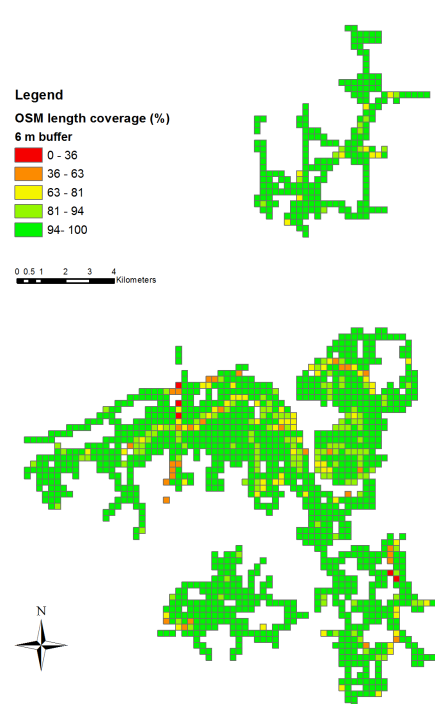 Legend
OSM length coverage (%)
6 m buffer
0 - 36
36 - 63
63 - 81
81 - 94
94- 100
0 0.5 1 2 3 4
Kilometers
N